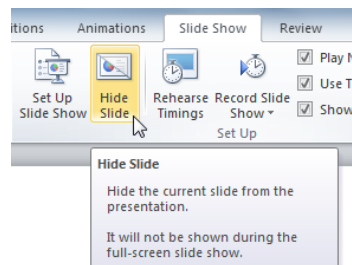 itions Animations Slide Show Review
Set Up
Slide Show
Hide
Slide
Rehearse
Timings
Record Slide
Show
Play N
Use T
Show
Set Up
Hide Slide
Hide the current slide from the
presentation.
It will not be shown during the
full-screen slide show.